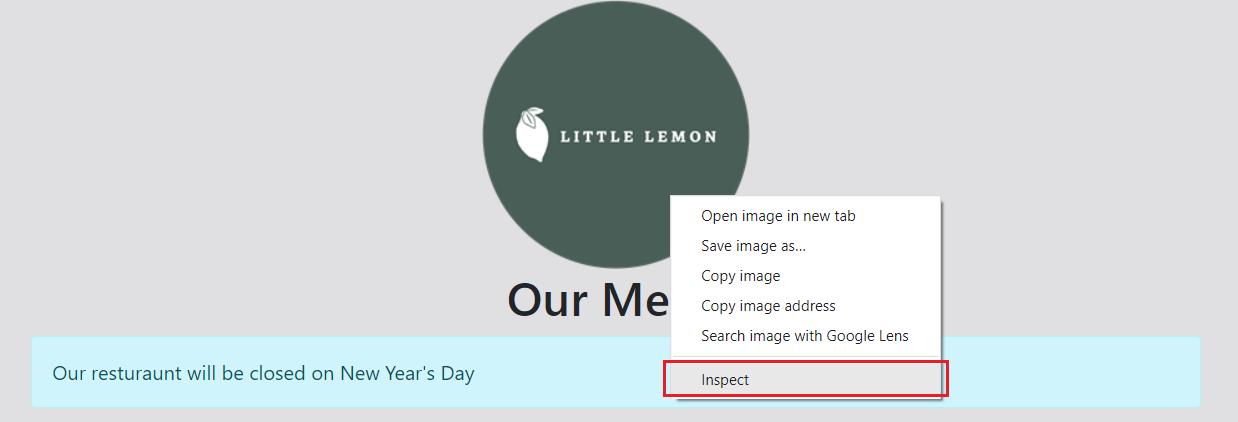 LITTLE LEMON
Open image in new tab
Save image as...
Copy image
Copy image address
Search image with Google Lens
Inspect
Our Me
Our resturaunt will be closed on New Year's Day